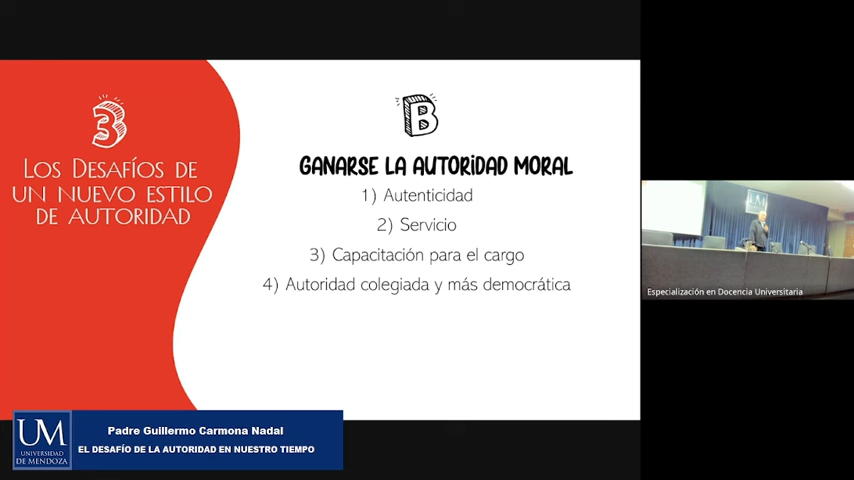 3
LOS DESAFÍOS DE
UN NUEVO ESTILO
DE AUTORIDAD
B
GANARSE LA AUTORIDAD MORAL
1) Autenticidad
2) Servicio
3) Capacitación para el cargo
4) Autoridad colegiada y más democrática
UM
Especialización en Docencia Universitaria
UM
UNIVERSIDAD
DE MENDOZA
Padre Guillermo Carmona Nadal
EL DESAFÍO DE LA AUTORIDAD EN NUESTRO TIEMPO